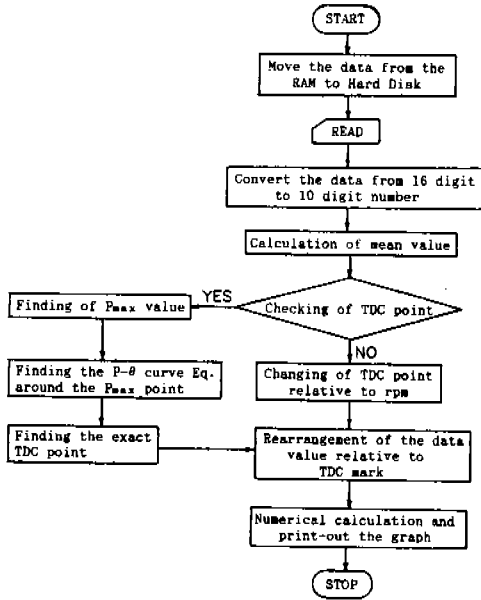 START
Move the data from the
RAM to Hard Disk
READ
Convert the data from 16 digit
to 10 digit number
Calculation of mean value
Checking of TDC point
YES
NO
Finding of Pmax value
Finding the P-θ curve Eq.
around the Pmax point
Finding the exact
TDC point
Changing of TDC point
relative to rpm
Rearrangement of the data
value relative to
TDC mark
Numerical calculation and
print-out the graph
STOP